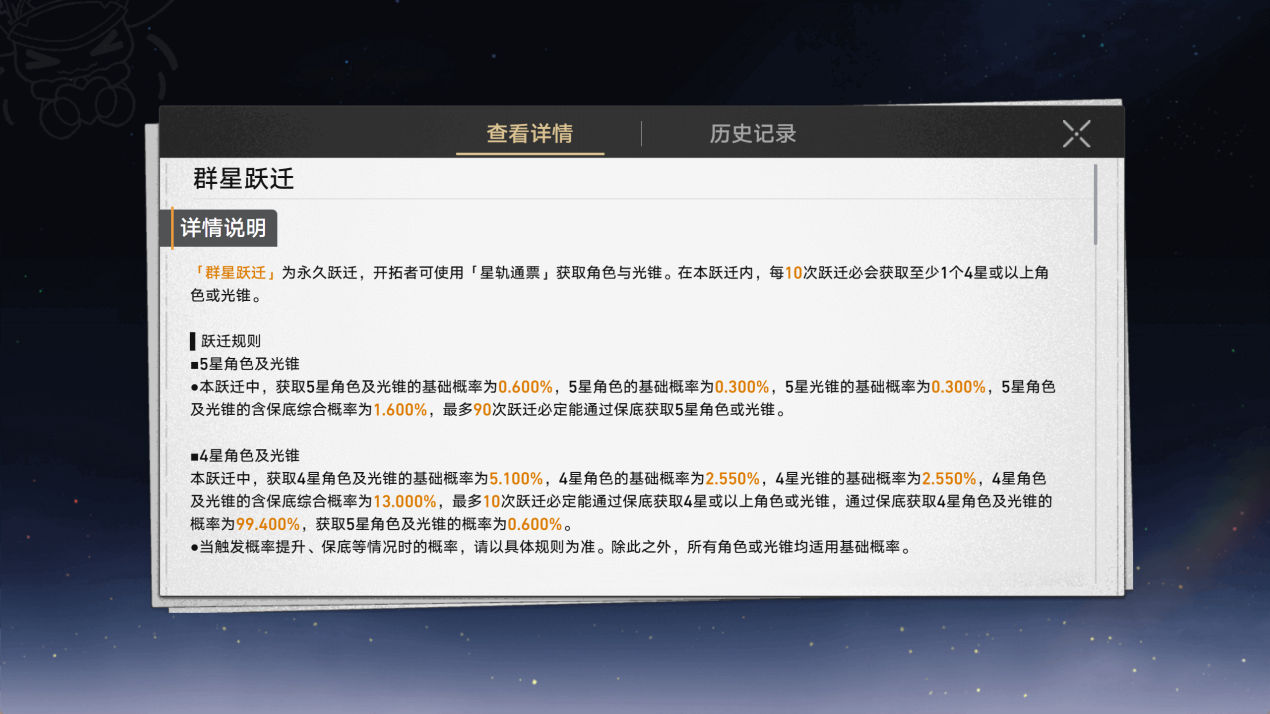 查看详情
历史记录
群星跃迁
详情说明
「群星跃迁」为永久跃迁，开拓者可使用「星轨通票」获取角色与光锥。在本跃迁内，每10次跃迁必会获取至少1个4星或以上角
色或光锥。
▌跃迁规则
■5星角色及光锥
●本跃迁中，获取5星角色及光锥的基础概率为0.600%，5星角色的基础概率为0.300%，5星光锥的基础概率为0.300%，5星角色
及光锥的含保底综合概率为1.600%，最多90次跃迁必定能通过保底获取5星角色或光锥。
■4星角色及光锥
本跃迁中，获取4星角色及光锥的基础概率为5.100%，4星角色的基础概率为2.550%，4星光锥的基础概率为2.550%，4星角色
及光锥的含保底综合概率为13.000%，最多10次跃迁必定能通过保底获取4星或以上角色或光锥，通过保底获取4星角色及光锥的
概率为99.400%，获取5星角色及光锥的概率为0.600%。
●当触发概率提升、保底等情况时的概率，请以具体规则为准。除此之外，所有角色或光锥均适用基础概率。